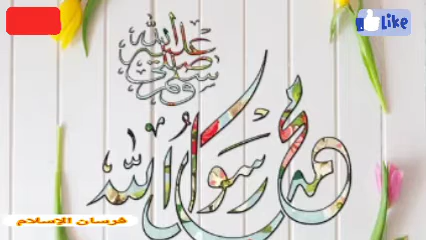 صلى الله عليه وسلم
Like
محمد رسول الله
فرسان الإسلام